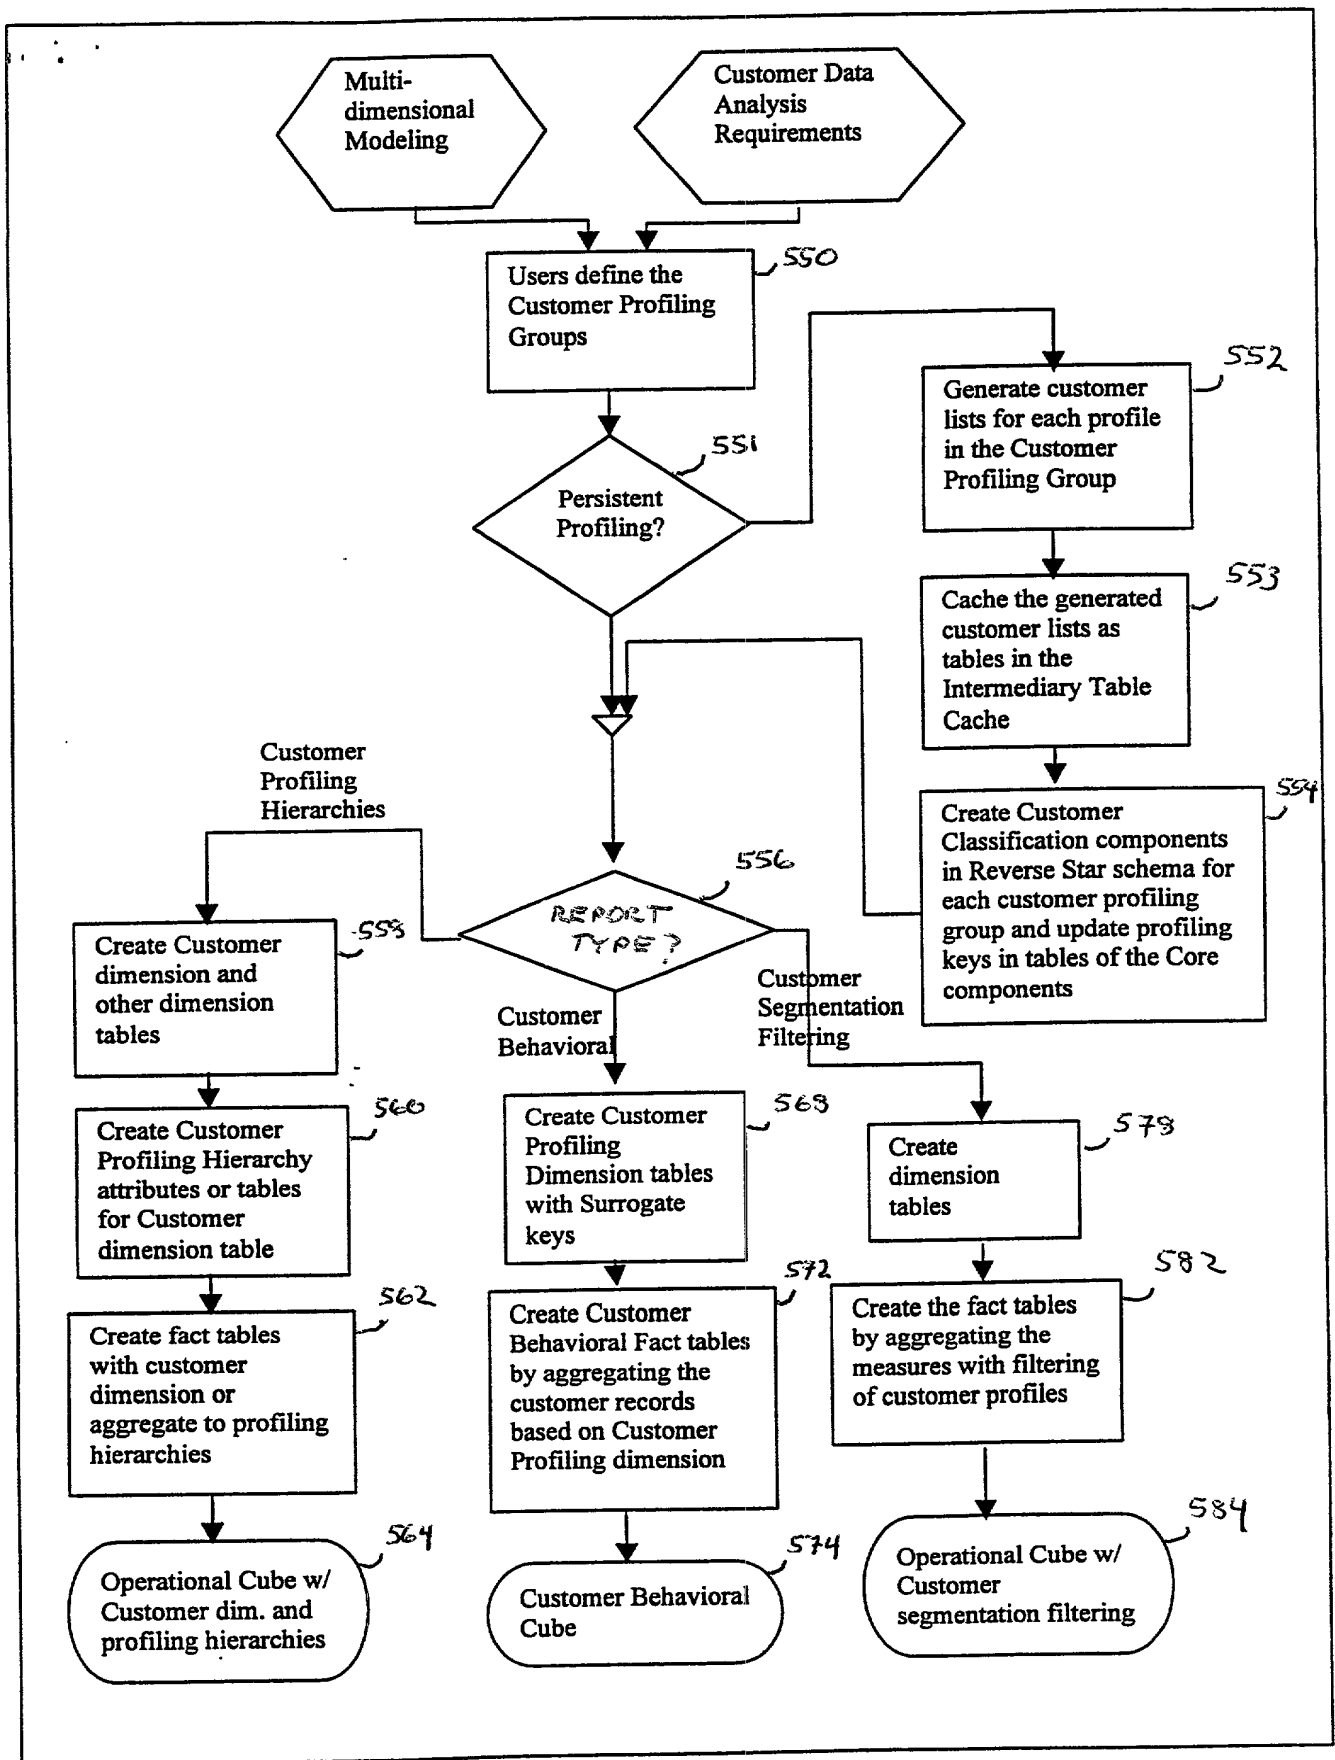 Multi-
dimensional
Modeling
Customer Data
Analysis
Requirements
550
Users define the
Customer Profiling
Groups
551
Persistent
Profiling?
552
Generate customer
lists for each profile
in the Customer
Profiling Group
553
Cache the generated
customer lists as
tables in the
Intermediary Table
Cache
554
Create Customer
Classification components
in Reverse Star schema for
each customer profiling
group and update profiling
keys in tables of the Core
components
Customer
Profiling
Hierarchies
556
REPORT
TYPE?
Customer
Behavioral
Customer
Segmentation
Filtering
558
Create Customer
dimension and
other dimension
tables
560
Create Customer
Profiling Hierarchy
attributes or tables
for Customer
dimension table
562
Create fact tables
with customer
dimension or
aggregate to profiling
hierarchies
564
Operational Cube w/
Customer dim. and
profiling hierarchies
568
Create Customer
Profiling
Dimension tables
with Surrogate
keys
572
Create Customer
Behavioral Fact tables
by aggregating the
customer records
based on Customer
Profiling dimension
574
Customer Behavioral
Cube
578
Create
dimension
tables
582
Create the fact tables
by aggregating the
measures with filtering
of customer profiles
584
Operational Cube w/
Customer
segmentation filtering